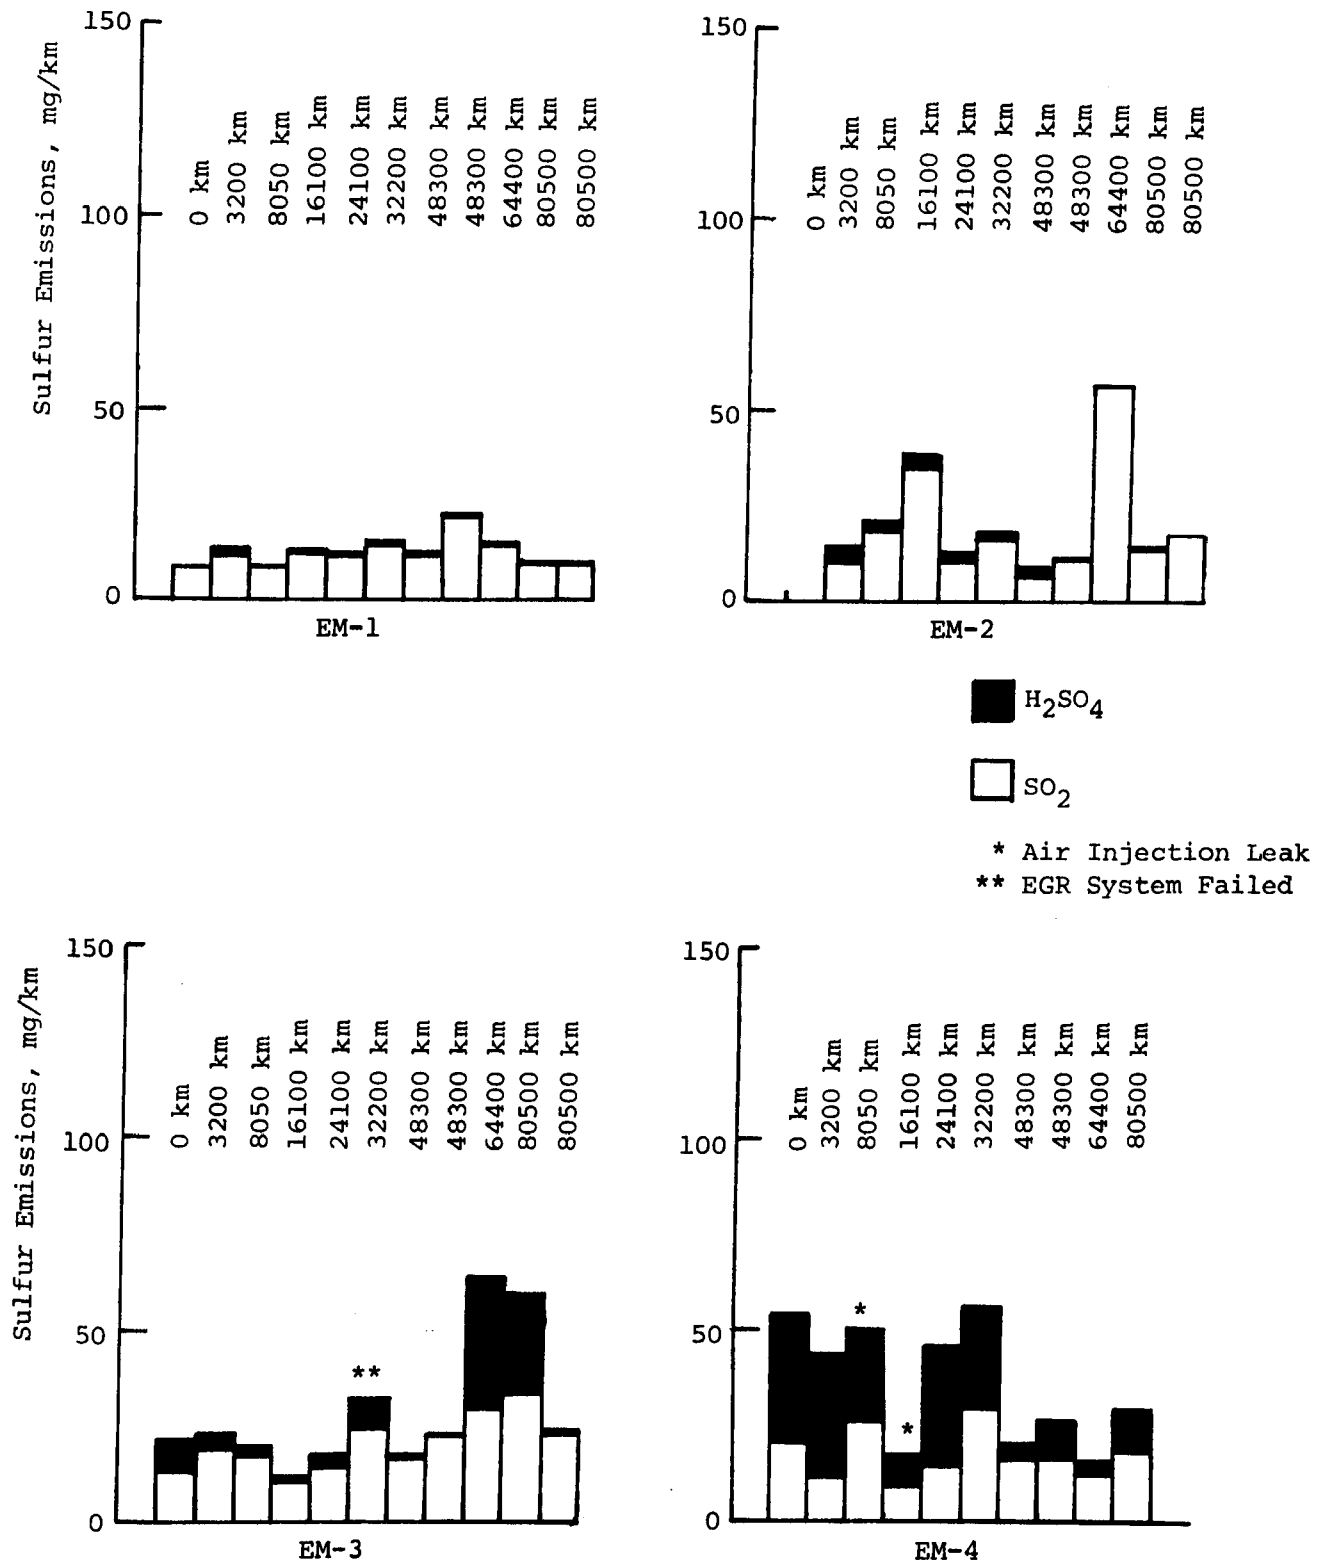 Sulfur Emissions, mg/km
150
100
50
0
0 km
3200 km
8050 km
16100 km
24100 km
32200 km
48300 km
48300 km
64400 km
80500 km
80500 km
EM-1
150
100
50
0
0 km
3200 km
8050 km
16100 km
24100 km
32200 km
48300 km
48300 km
64400 km
80500 km
80500 km
EM-2
H2SO4
SO2
* Air Injection Leak
** EGR System Failed
Sulfur Emissions, mg/km
150
100
50
0
0 km
3200 km
8050 km
16100 km
24100 km
32200 km
48300 km
48300 km
64400 km
80500 km
80500 km
**
EM-3
150
100
50
0
0 km
3200 km
8050 km
16100 km
24100 km
32200 km
48300 km
48300 km
64400 km
80500 km
*
*
EM-4